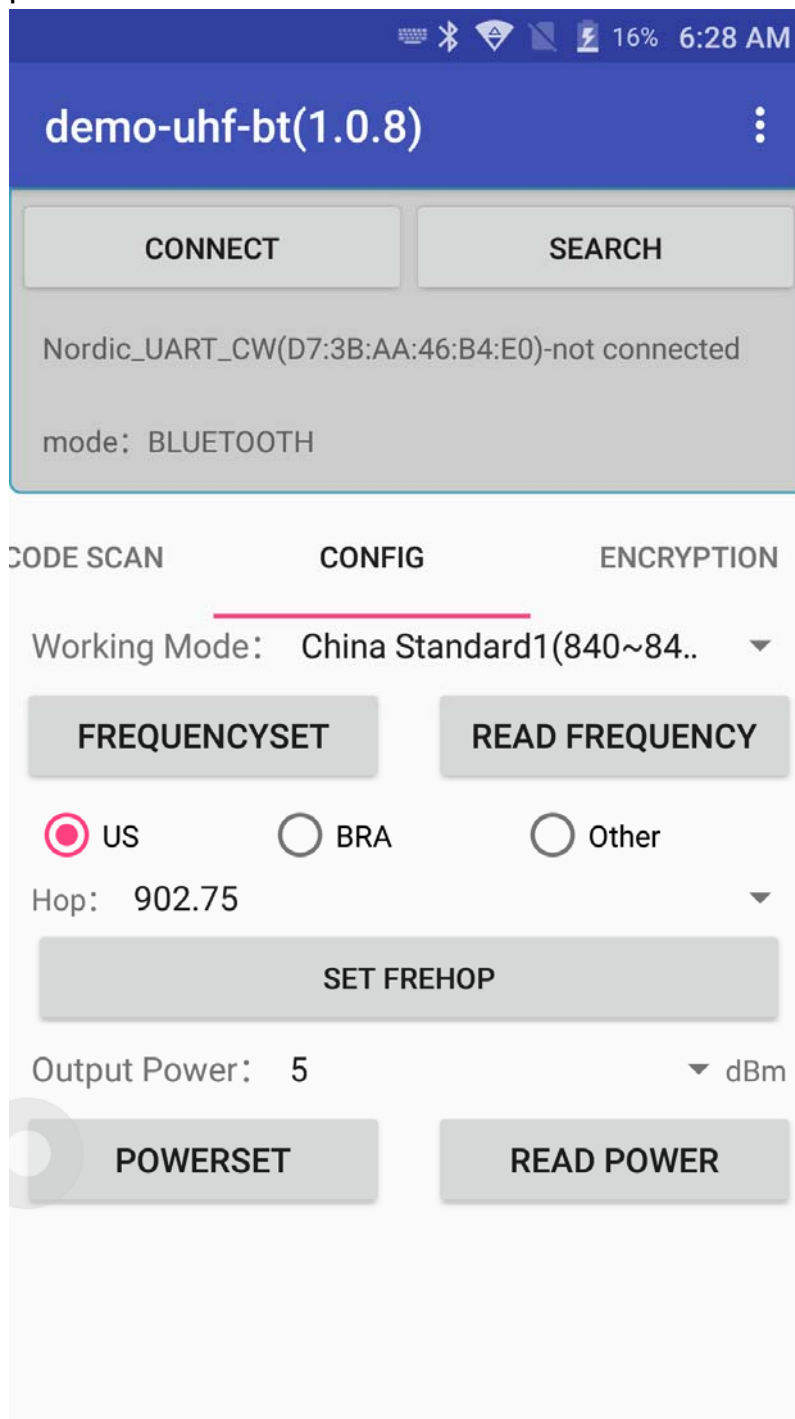 16% 6:28 AM
demo-uhf-bt(1.0.8)
CONNECT SEARCH
Nordic_UART_CW(D7:3B:AA:46:B4:E0)-not connected
mode：BLUETOOTH
CODE SCAN CONFIG ENCRYPTION
Working Mode： China Standard1(840~84..
FREQUENCYSET READ FREQUENCY
US BRA Other
Hop： 902.75
SET FREHOP
Output Power： 5 dBm
POWERSET READ POWER